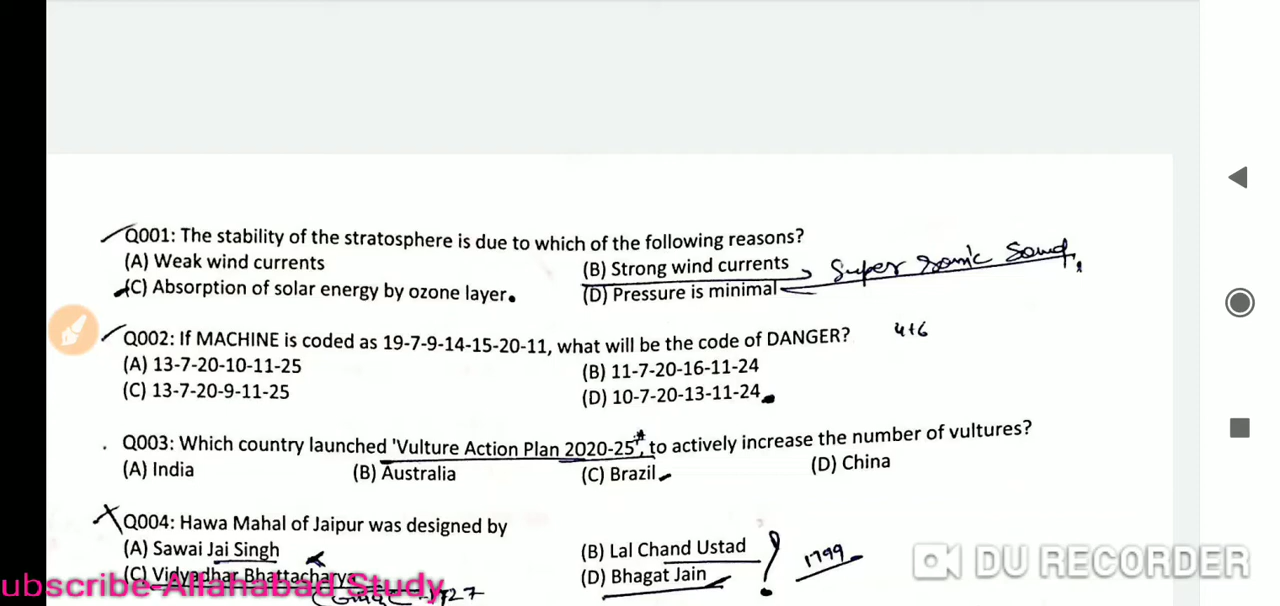 Q001: The stability of the stratosphere is due to which of the following reasons?
(A) Weak wind currents
(B) Strong wind currents
Super sonic
(C) Absorption of solar energy by ozone layer.
(D) Pressure is minimal
Q002: If MACHINE is coded as 19-7-9-14-15-20-11, what will be the code of DANGER?
4+6
(A) 13-7-20-10-11-25
(B) 11-7-20-16-11-24
(C) 13-7-20-9-11-25
(D) 10-7-20-13-11-24
Q003: Which country launched 'Vulture Action Plan 2020-25', to actively increase the number of vultures?
(A) India
(B) Australia
(C) Brazil
(D) China
Q004: Hawa Mahal of Jaipur was designed by
(A) Sawai Jai Singh
(B) Lal Chand Ustad
?
1799
(C) Vidyadhar Bhattacharya
(D) Bhagat Jain
DU RECORDER
ubscribe-Allahabad Study
1727